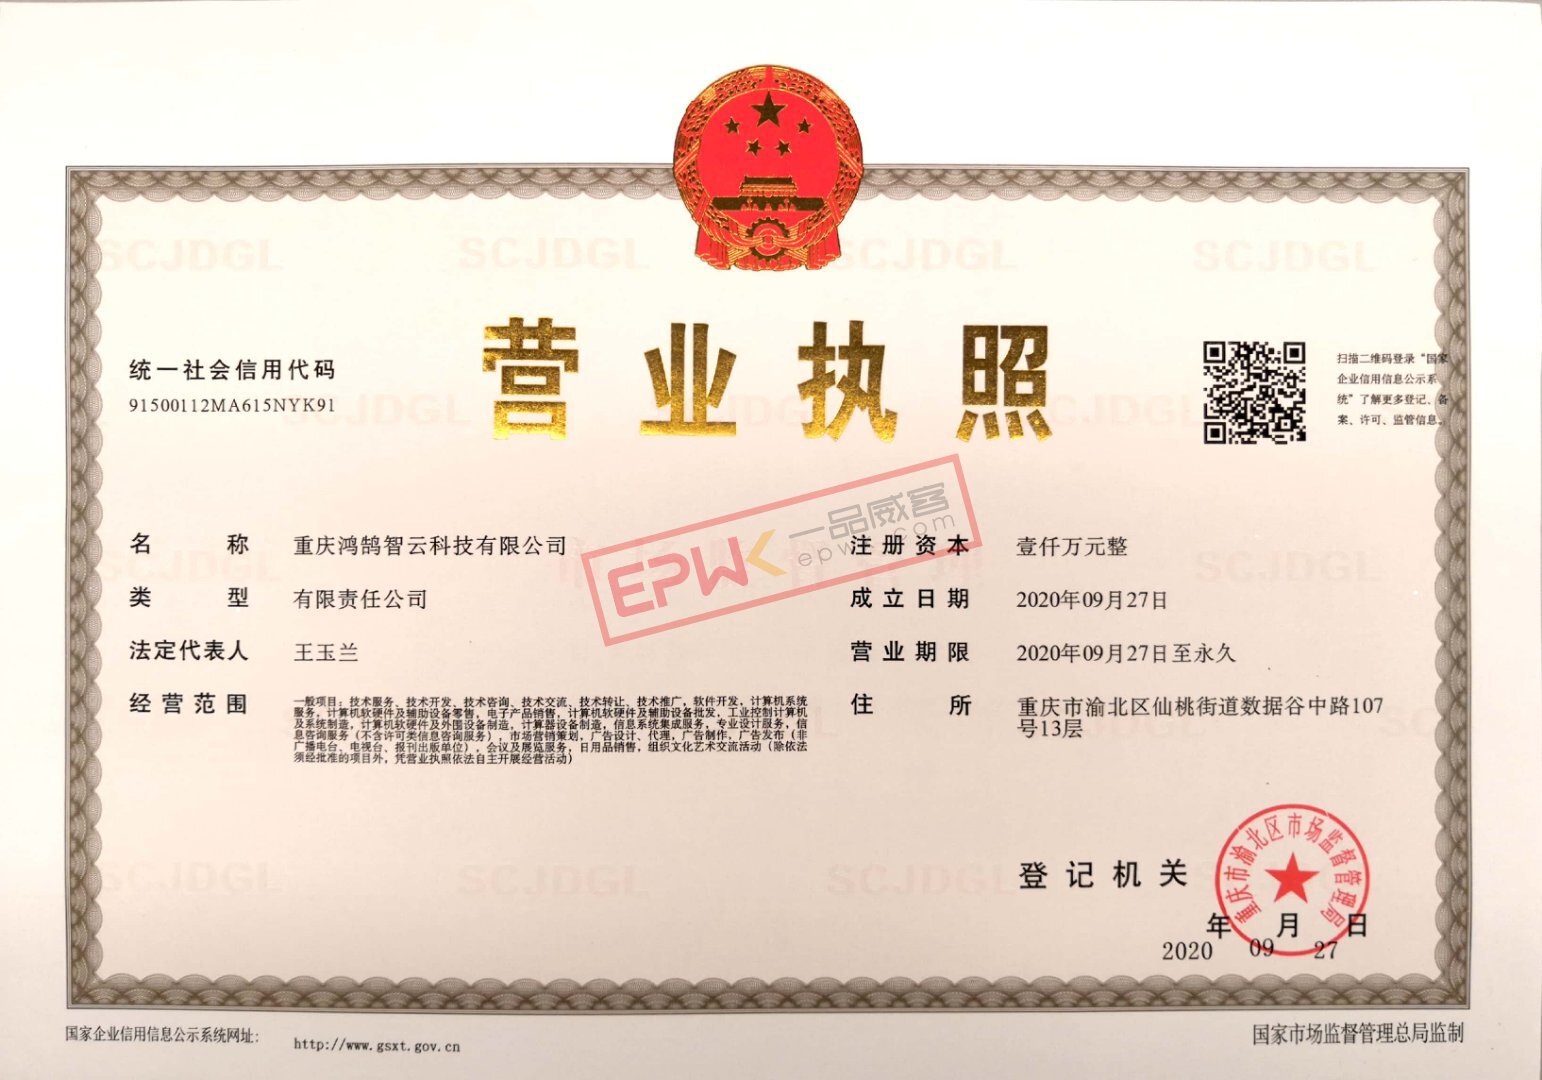 营业执照
统一社会信用代码
91500112MA615NYK91
扫描二维码登录“国家
企业信用信息公示系
统”了解更多登记、备
案、许可、监管信息。
名称 重庆鸿鹄智云科技有限公司
类型 有限责任公司
法定代表人 王玉兰
经营范围 一般项目：技术服务、技术开发、技术咨询、技术交流、技术转让、技术推广，软件开发，计算机系统
服务，计算机软硬件及辅助设备零售，电子产品销售，计算机软硬件及辅助设备批发，工业控制计算机
及系统制造，计算机软硬件及外围设备制造，计算器设备制造，信息系统集成服务，专业设计服务，信
息咨询服务（不含许可类信息咨询服务），市场营销策划，广告设计、代理，广告制作，广告发布（非
广播电台、电视台、报刊出版单位），会议及展览服务，日用品销售，组织文化艺术交流活动（除依法
须经批准的项目外，凭营业执照依法自主开展经营活动）
注册资本 壹仟万元整
成立日期 2020年09月27日
营业期限 2020年09月27日至永久
住所 重庆市渝北区仙桃街道数据谷中路107
号13层
EPWK一品威客
epwk.com
登记机关
重庆市渝北区市场监督管理局
年月日
2020 09 27
国家企业信用信息公示系统网址：
http://www.gsxt.gov.cn
国家市场监督管理总局监制
SCJDGL